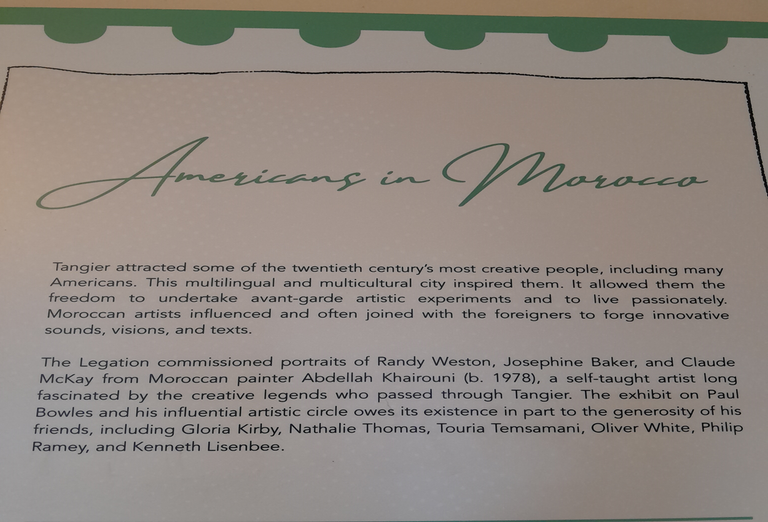 Americans in Morocco
Tangier attracted some of the twentieth century's most creative people, including many
Americans. This multilingual and multicultural city inspired them. It allowed them the
freedom to undertake avant-garde artistic experiments and to live passionately.
Moroccan artists influenced and often joined with the foreigners to forge innovative
sounds, visions, and texts.
The Legation commissioned portraits of Randy Weston, Josephine Baker, and Claude
McKay from Moroccan painter Abdellah Khairouni (b. 1978), a self-taught artist long
fascinated by the creative legends who passed through Tangier. The exhibit on Paul
Bowles and his influential artistic circle owes its existence in part to the generosity of his
friends, including Gloria Kirby, Nathalie Thomas, Touria Temsamani, Oliver White, Philip
Ramey, and Kenneth Lisenbee.